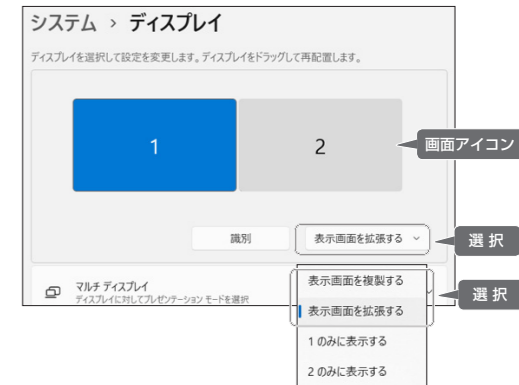 システム › ディスプレイ
ディスプレイを選択して設定を変更します。ディスプレイをドラッグして再配置します。
1
2
画面アイコン
識別
表示画面を拡張する
選 択
マルチ ディスプレイ
ディスプレイに対してプレゼンテーション モードを選択
表示画面を複製する
選 択
表示画面を拡張する
1 のみに表示する
2 のみに表示する